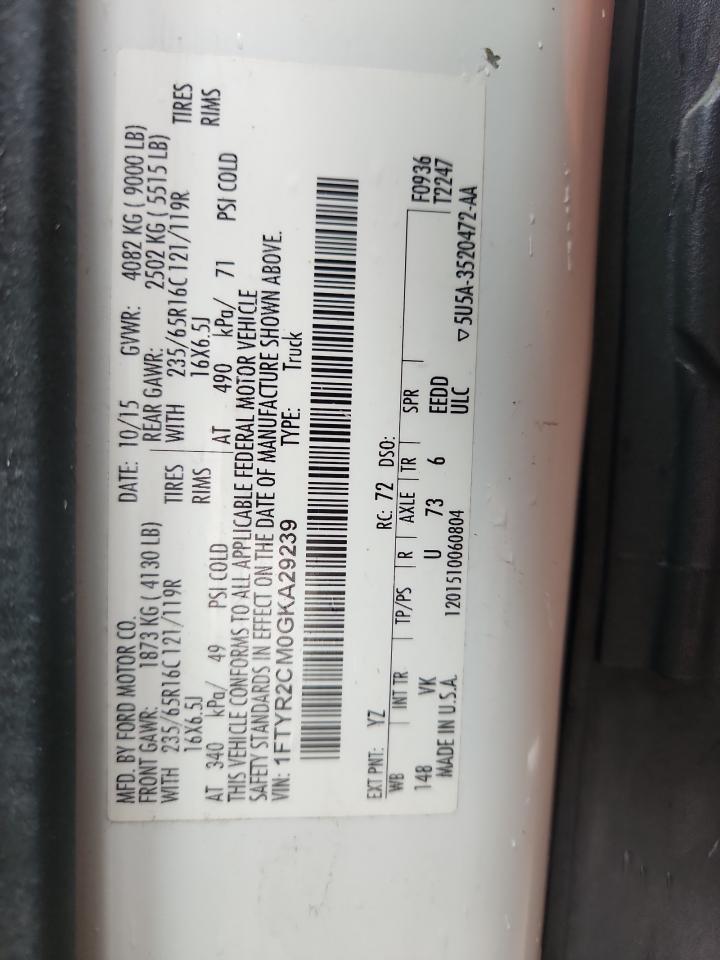 MFD. BY FORD MOTOR CO. DATE: 10/15 GVWR: 4082 KG ( 9000 LB)
FRONT GAWR: 1873 KG ( 4130 LB) REAR GAWR: 2502 KG ( 5515 LB)
WITH 235/65R16C 121/119R TIRES WITH 235/65R16C 121/119R TIRES
16X6.5J RIMS 16X6.5J RIMS
AT 340 kPa/ 49 PSI COLD AT 490 kPa/ 71 PSI COLD
THIS VEHICLE CONFORMS TO ALL APPLICABLE FEDERAL MOTOR VEHICLE
SAFETY STANDARDS IN EFFECT ON THE DATE OF MANUFACTURE SHOWN ABOVE.
VIN: 1FTYR2CM0GKA29239 TYPE: Truck
EXT PNT: YZ RC: 72 DSO:
WB INT TR TP/PS R AXLE TR SPR F0936
148 VK U 73 6 EEDD T2247
MADE IN U.S.A. 1201510060804 ULC ▽5U5A-3520472-AA